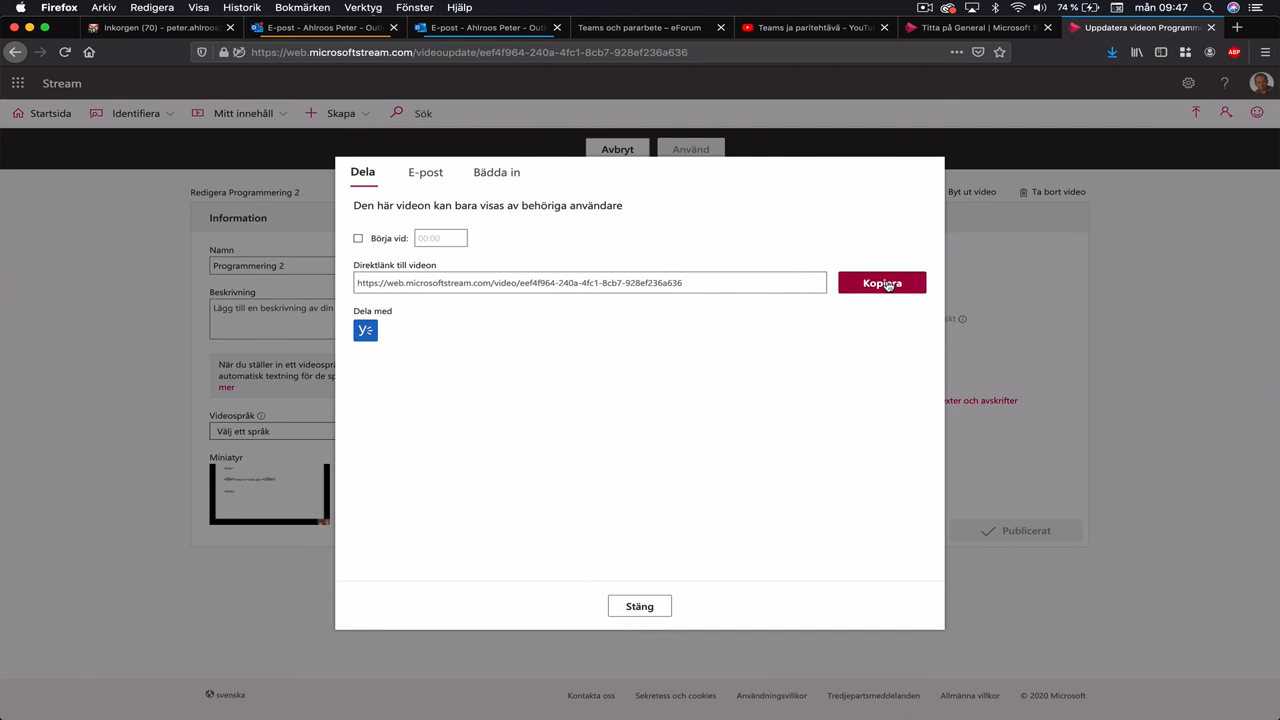 Firefox Arkiv Redigera Visa Historik Bokmärken Verktyg Fönster Hjälp 74 % mån 09:47
Inkorgen (70) - peter.ahlroos E-post - Ahlroos Peter - Outl E-post - Ahlroos Peter - Outl Teams och pararbete – eForum Teams ja paritehtävä - YouTu Titta på General | Microsoft S Uppdatera videon Programm
https://web.microsoftstream.com/videoupdate/eef4f964-240a-4fc1-8cb7-928ef236a636 ABP
Stream
Startsida Identifiera Mitt innehåll Skapa Sök
Avbryt Använd
Dela E-post Bädda in
Redigera Programmering 2 Byt ut video Ta bort video
Den här videon kan bara visas av behöriga användare
Information
Börja vid: 00:00
Namn
Programmering 2
Direktlänk till videon
https://web.microsoftstream.com/video/eef4f964-240a-4fc1-8cb7-928ef236a636 Kopiera
Beskrivning
Lägg till en beskrivning av din
Dela med
y
När du ställer in ett videospr
automatisk textning för de sp
mer
xter och avskrifter
Videospråk
Välj ett språk
Miniatyr
Publicerat
Stäng
svenska Kontakta oss Sekretess och cookies Användningsvillkor Tredjepartsmeddelanden Allmänna villkor © 2020 Microsoft